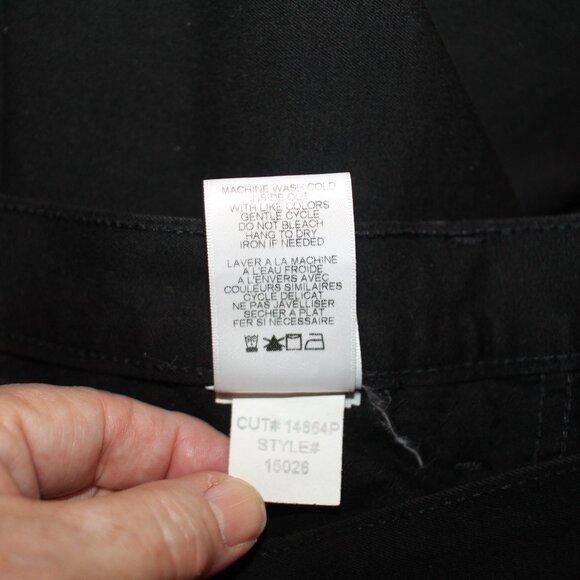 MACHINE WASH COLD
INSIDE OUT
WITH LIKE COLORS
GENTLE CYCLE
DO NOT BLEACH
HANG TO DRY
IRON IF NEEDED
LAVER A LA MACHINE
A L'EAU FROIDE
A L'ENVERS AVEC
COULEURS SIMILAIRES
CYCLE DELICAT
NE PAS JAVELLISER
SECHER A PLAT
FER SI NECESSAIRE
CUT# 14864P
STYLE#
15026